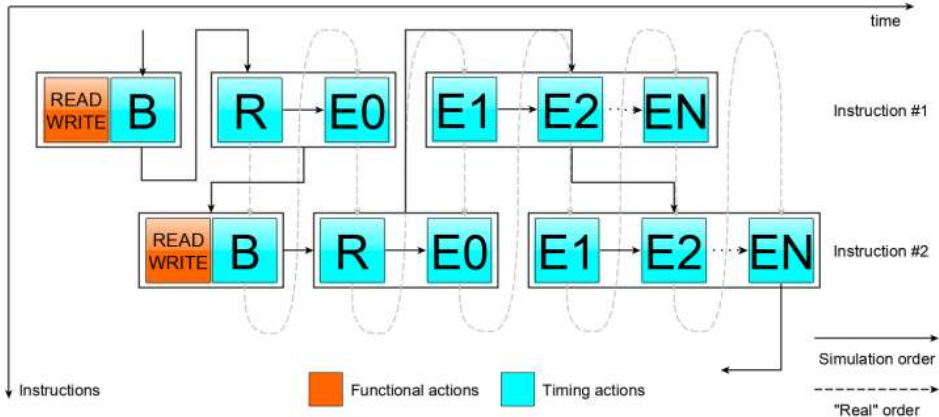 time
READ
WRITE
B
R
E0
E1
E2
EN
Instruction #1
READ
WRITE
B
R
E0
E1
E2
EN
Instruction #2
Simulation order
Instructions
Functional actions
Timing actions
"Real" order